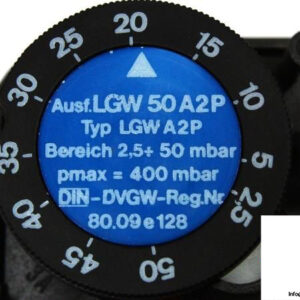 30 25 20 15 10 5 2,5 50 45 40 35
Ausf.LGW 50 A2P
Typ LGW A2P
Bereich 2,5÷ 50 mbar
pmax = 400 mbar
DIN-DVGW-Reg.Nr
80.09 e 128